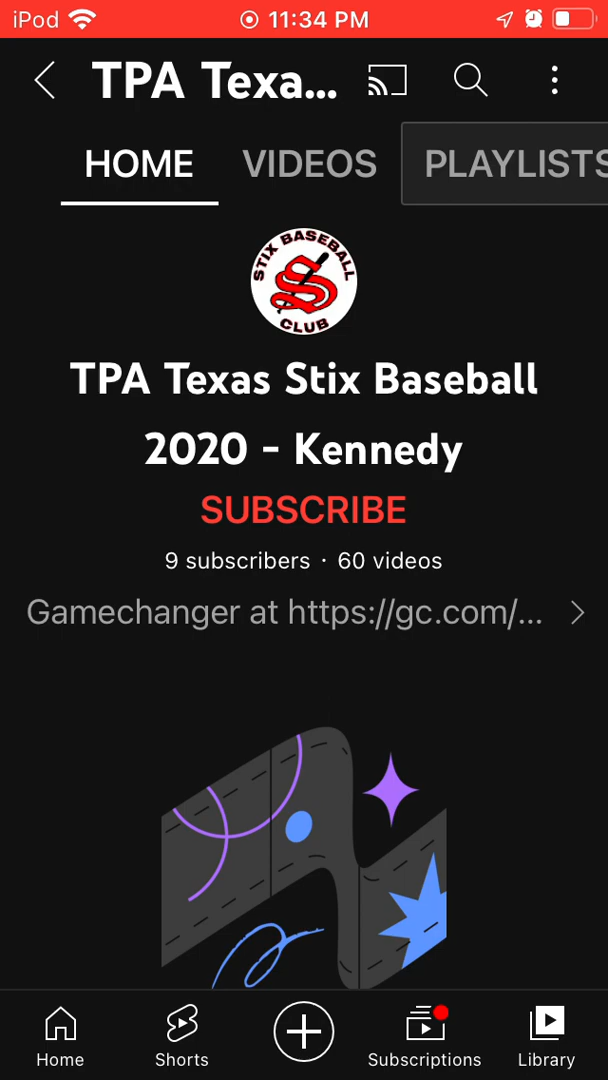 iPod 11:34 PM
TPA Texa...
HOME VIDEOS PLAYLISTS
STIX BASEBALL
S
CLUB
TPA Texas Stix Baseball
2020 - Kennedy
SUBSCRIBE
9 subscribers · 60 videos
Gamechanger at https://gc.com/...
Home Shorts Subscriptions Library